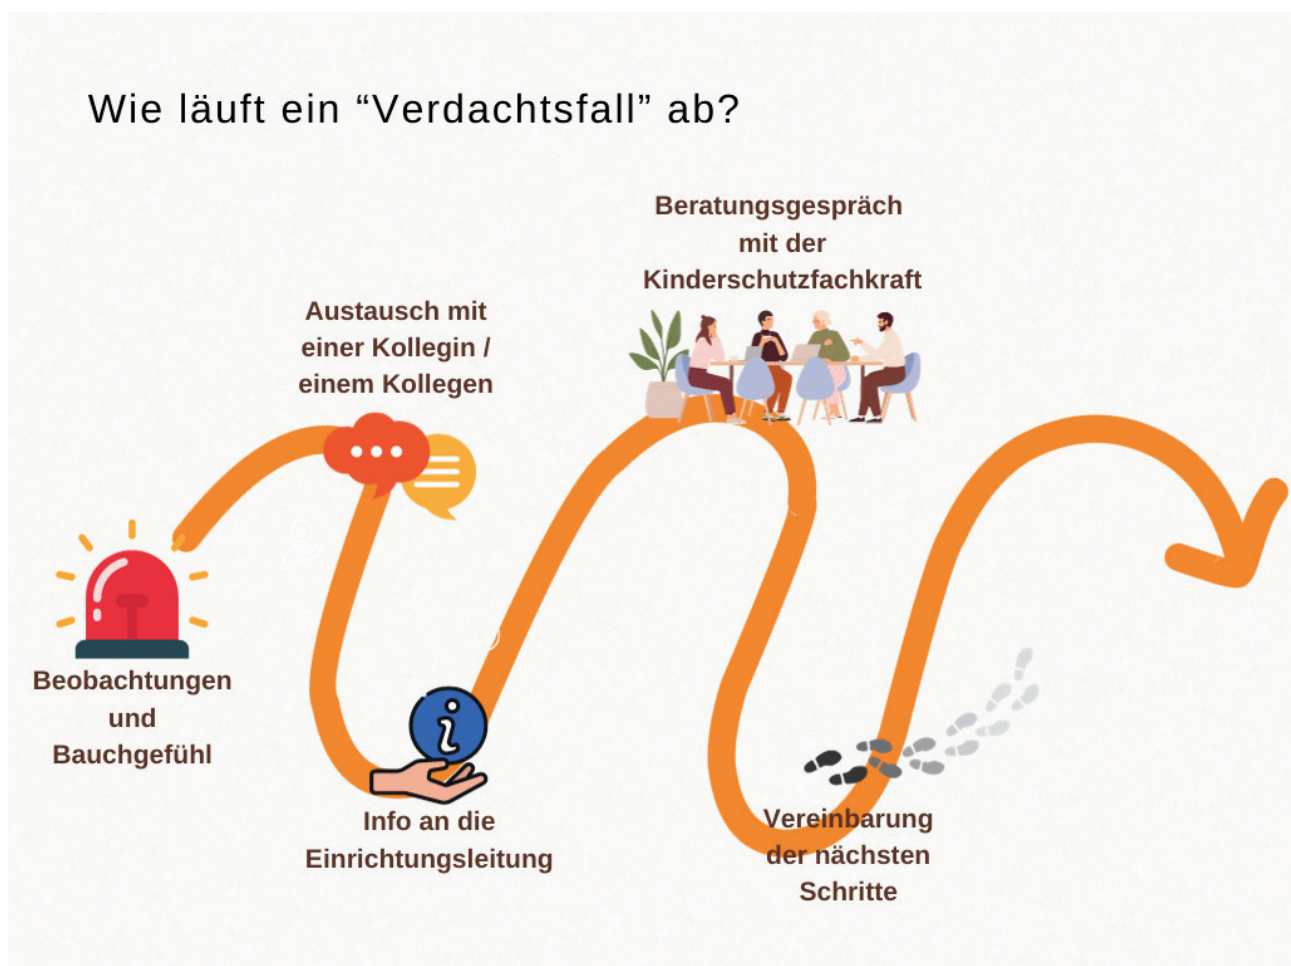 Wie läuft ein “Verdachtsfall” ab?
Beobachtungen
und
Bauchgefühl
Austausch mit
einer Kollegin /
einem Kollegen
Info an die
Einrichtungsleitung
Beratungsgespräch
mit der
Kinderschutzfachkraft
Vereinbarung
der nächsten
Schritte